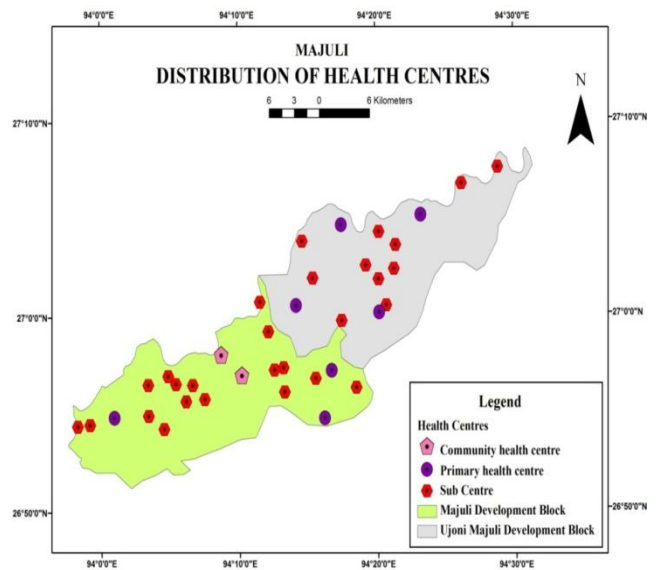 94°0'0"E 94°10'0"E 94°20'0"E 94°30'0"E
MAJULI
DISTRIBUTION OF HEALTH CENTRES
6 3 0 6 Kilometers
N
27°10'0"N 27°10'0"N
27°0'0"N 27°0'0"N
26°50'0"N 26°50'0"N
Legend
Health Centres
Community health centre
Primary health centre
Sub Centre
Majuli Development Block
Ujoni Majuli Development Block
94°0'0"E 94°10'0"E 94°20'0"E 94°30'0"E